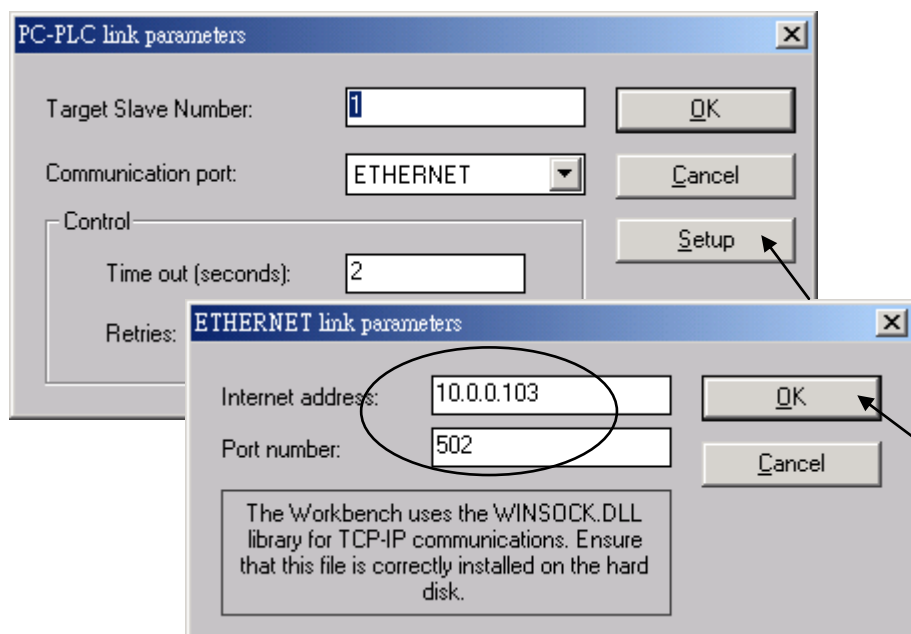 PC-PLC link parameters
Target Slave Number: 1 OK
Communication port: ETHERNET Cancel
Control Setup
Time out (seconds): 2
Retries:
ETHERNET link parameters
Internet address: 10.0.0.103 OK
Port number: 502 Cancel
The Workbench uses the WINSOCK.DLL
library for TCP-IP communications. Ensure
that this file is correctly installed on the hard
disk.